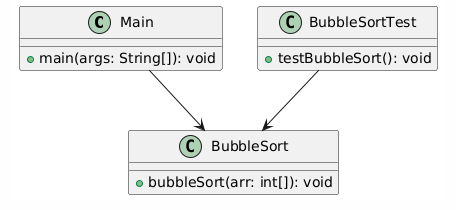 C Main
main(args: String[]): void
C BubbleSortTest
testBubbleSort(): void
C BubbleSort
bubbleSort(arr: int[]): void